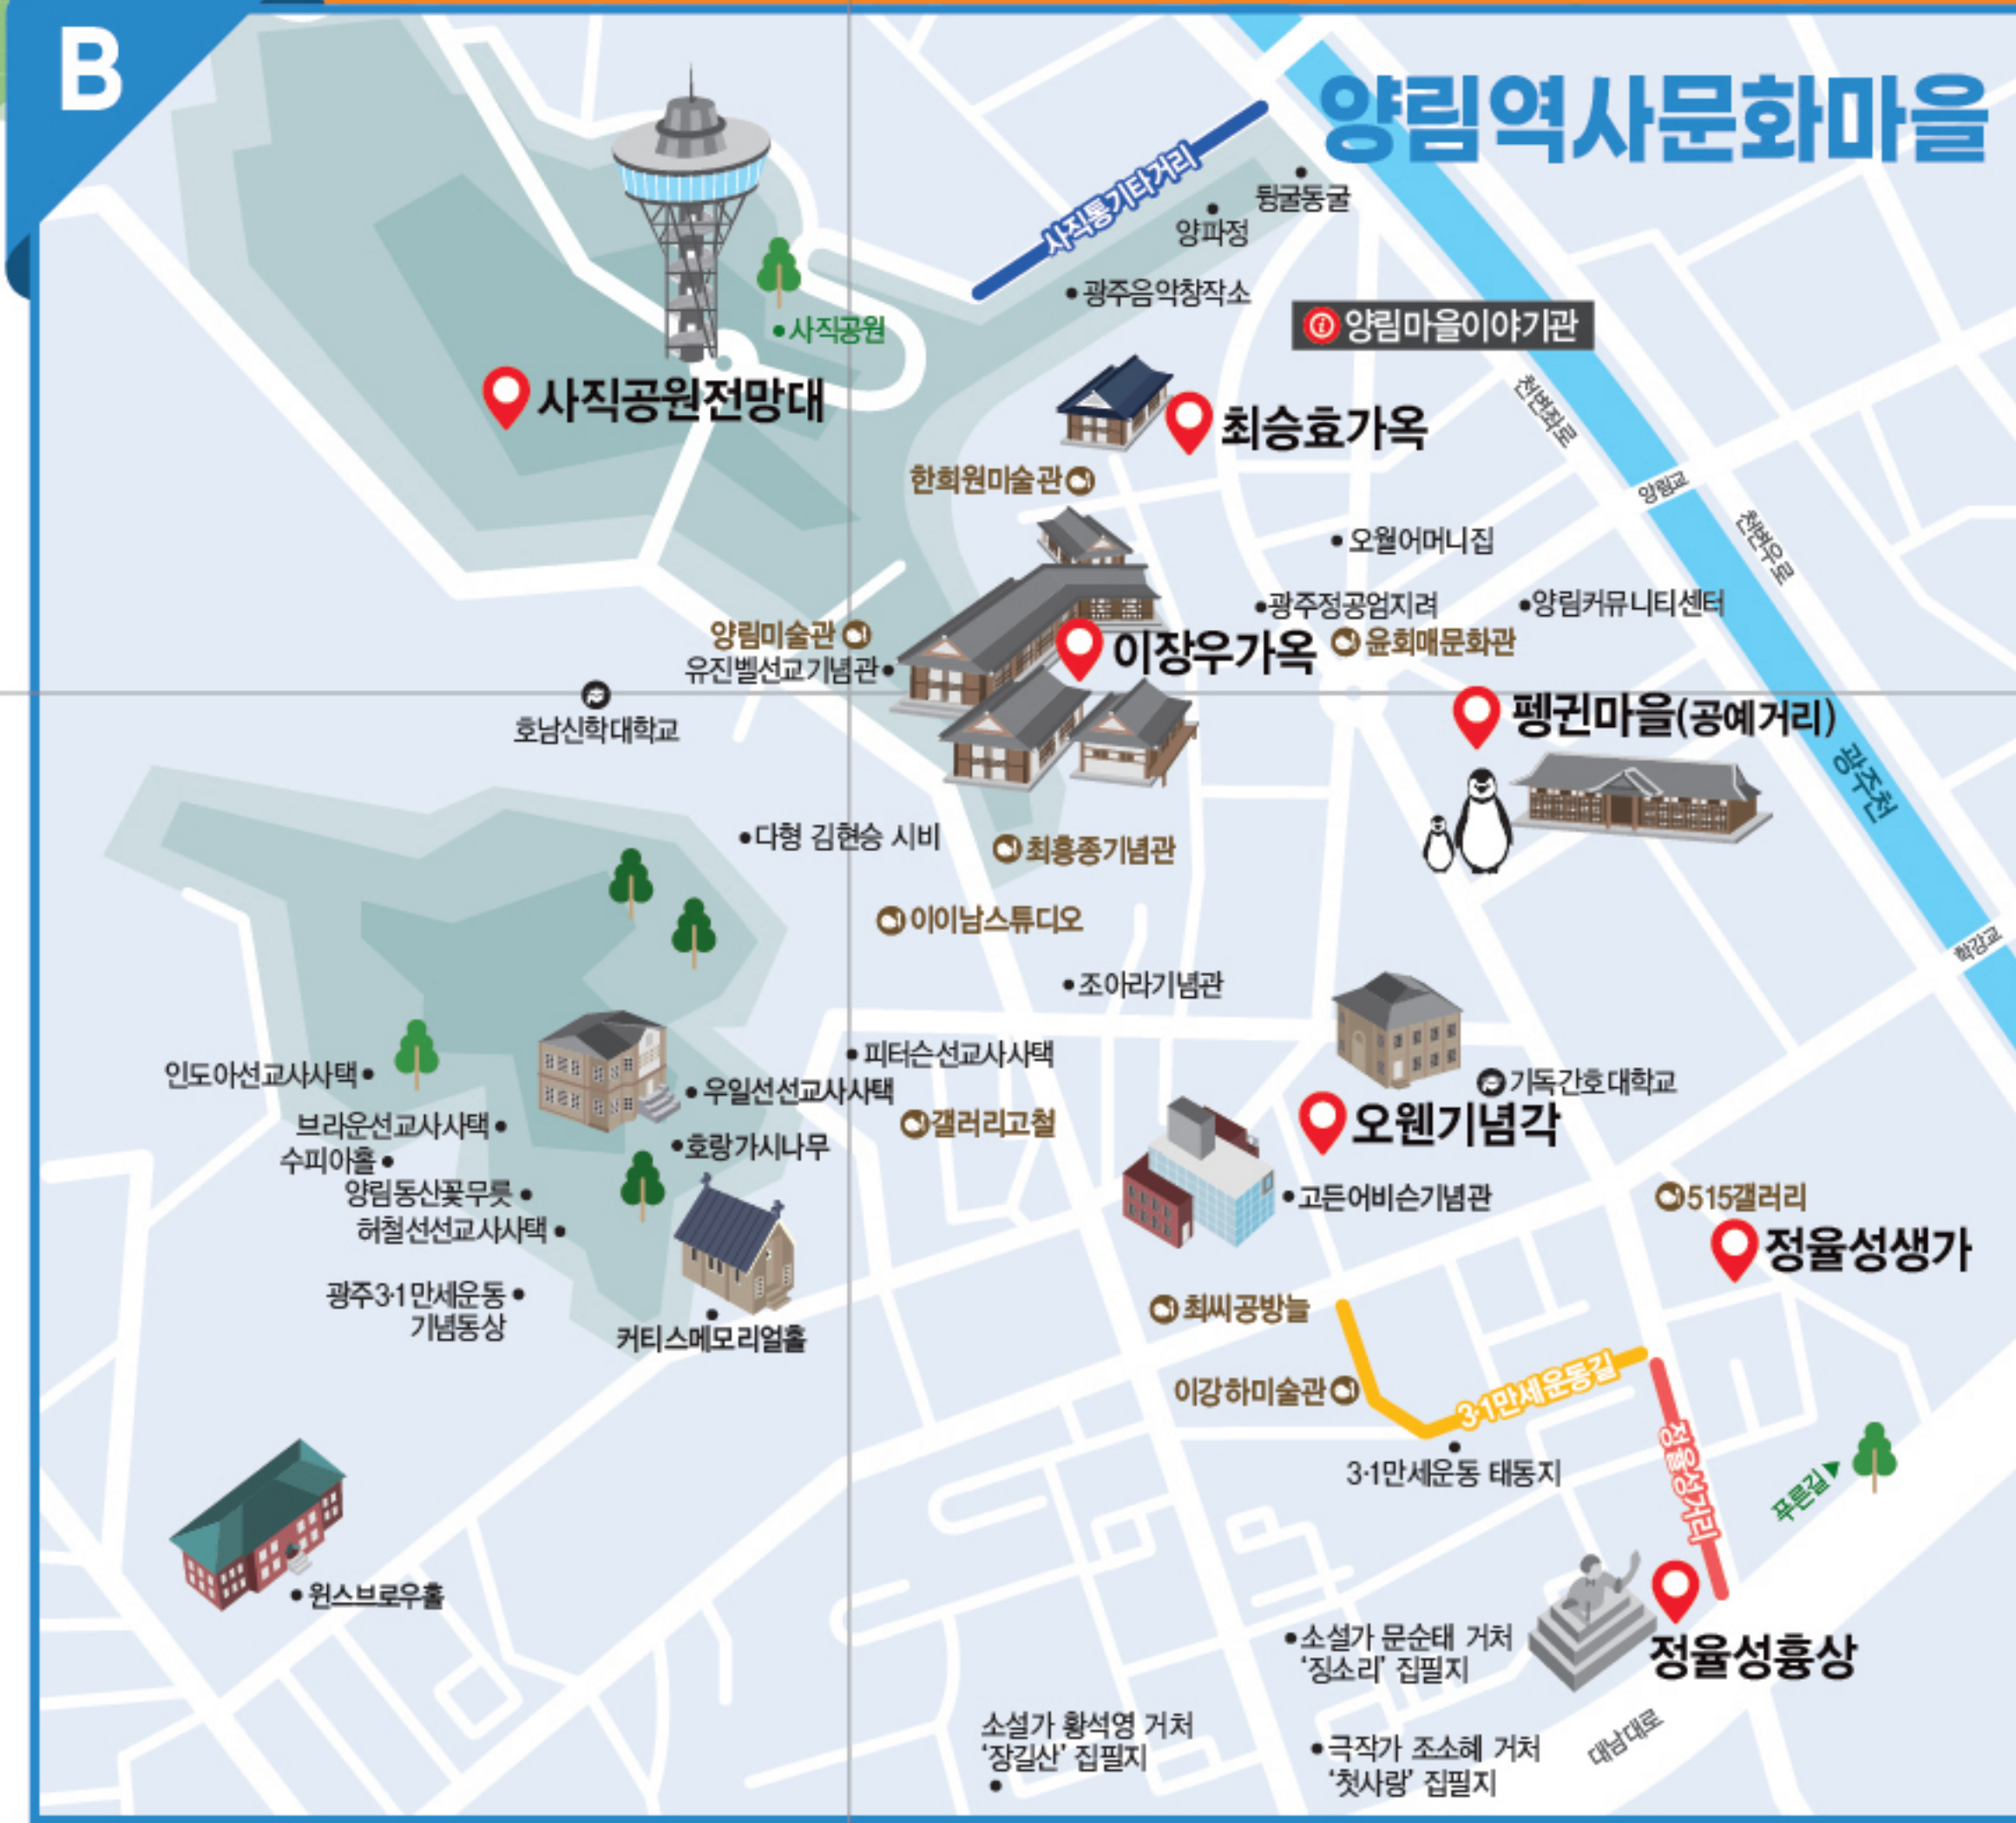 B
양림역사문화마을
사직통기타거리
뒹굴동굴
양파정
광주음악창작소
사직공원
양림마을이야기관
사직공원전망대
최승효가옥
천변좌로
한희원미술관
양림교
천변우로
오월어머니집
광주정공엄지려
양림커뮤니티센터
양림미술관
이장우가옥
윤회매문화관
유진벨선교기념관
호남신학대학교
펭귄마을(공예거리)
광주천
다형 김현승 시비
최흥종기념관
이이남스튜디오
학강교
조아라기념관
피터슨선교사사택
인도아선교사사택
우일선선교사사택
기독간호대학교
브라운선교사사택
갤러리고철
오웬기념각
호랑가시나무
수피아홀
양림동산꽃무릇
고든어비슨기념관
515갤러리
허철선선교사사택
정율성생가
광주3·1만세운동
기념동상
최씨공방늘
커티스메모리얼홀
이강하미술관
3·1만세운동길
3·1만세운동 태동지
정율성거리
푸른길
윈스브로우홀
소설가 문순태 거처
'징소리' 집필지
정율성흉상
소설가 황석영 거처
'장길산' 집필지
극작가 조소혜 거처
'첫사랑' 집필지
대남대로